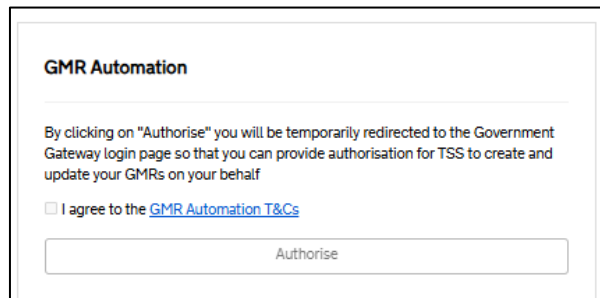 GMR Automation
By clicking on "Authorise" you will be temporarily redirected to the Government
Gateway login page so that you can provide authorisation for TSS to create and
update your GMRs on your behalf
I agree to the GMR Automation T&Cs
Authorise